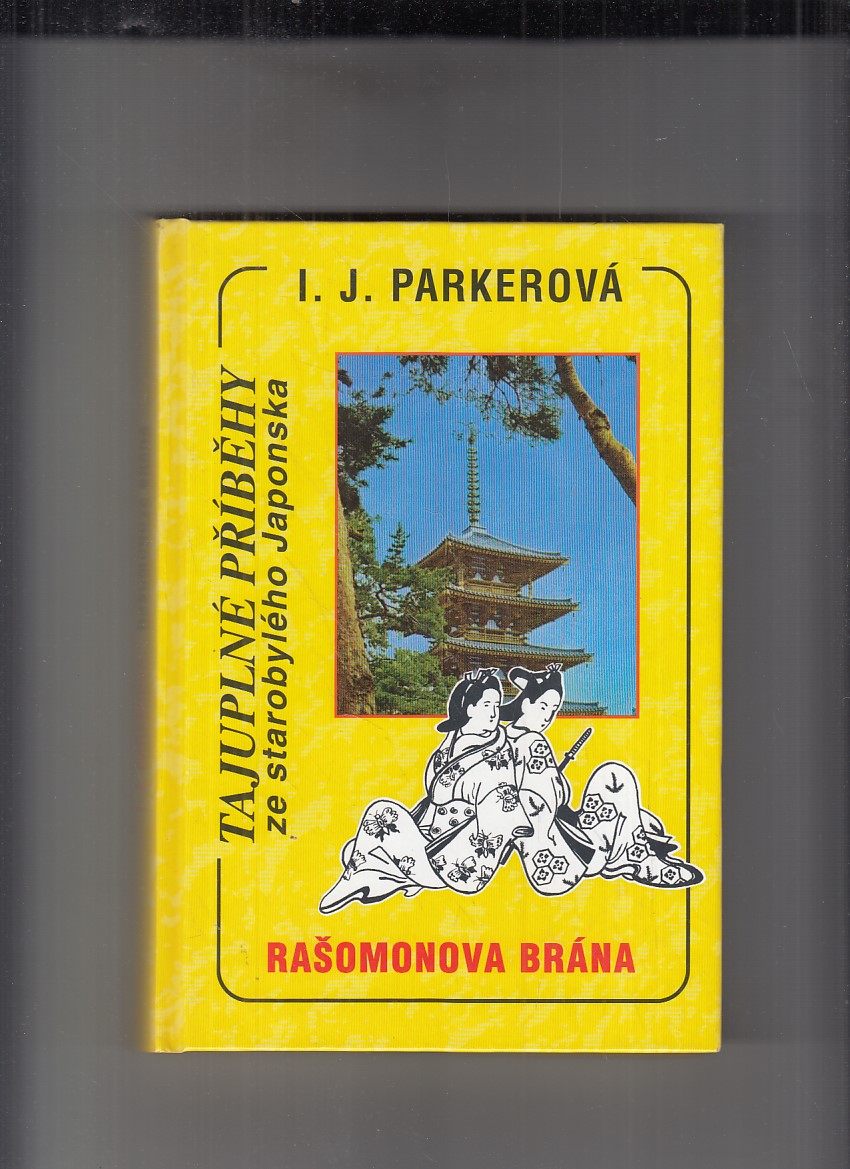 I. J. PARKEROVÁ
TAJUPLNÉ PŘÍBĚHY
ze starobylého Japonska
RAŠOMONOVA BRÁNA